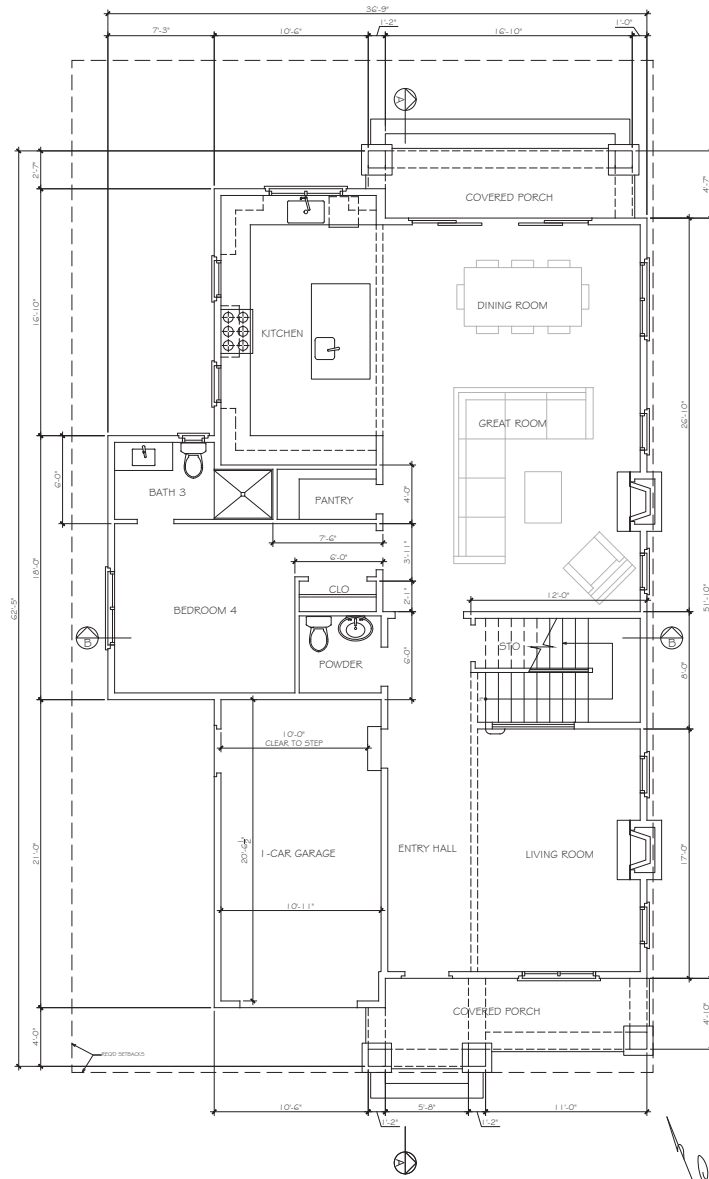 36'-9"
7'-3"
10'-6"
1'-2"
16'-10"
1'-0"
A
2'-7"
4'-7"
COVERED PORCH
DINING ROOM
KITCHEN
16'-10"
26'-10"
GREAT ROOM
6'-0"
BATH 3
PANTRY
4'-0"
7'-6"
3'-11"
6'-0"
CLO
2'-1"
12'-0"
18'-0"
BEDROOM 4
62'-5"
51'-10"
B
STO
B
POWDER
6'-0"
8'-0"
10'-0"
CLEAR TO STEP
20'-6 1/2"
1-CAR GARAGE
ENTRY HALL
LIVING ROOM
17'-0"
21'-0"
10'-11"
COVERED PORCH
4'-0"
4'-10"
REQ'D SETBACKS
10'-6"
1'-2"
5'-8"
1'-2"
11'-0"
A